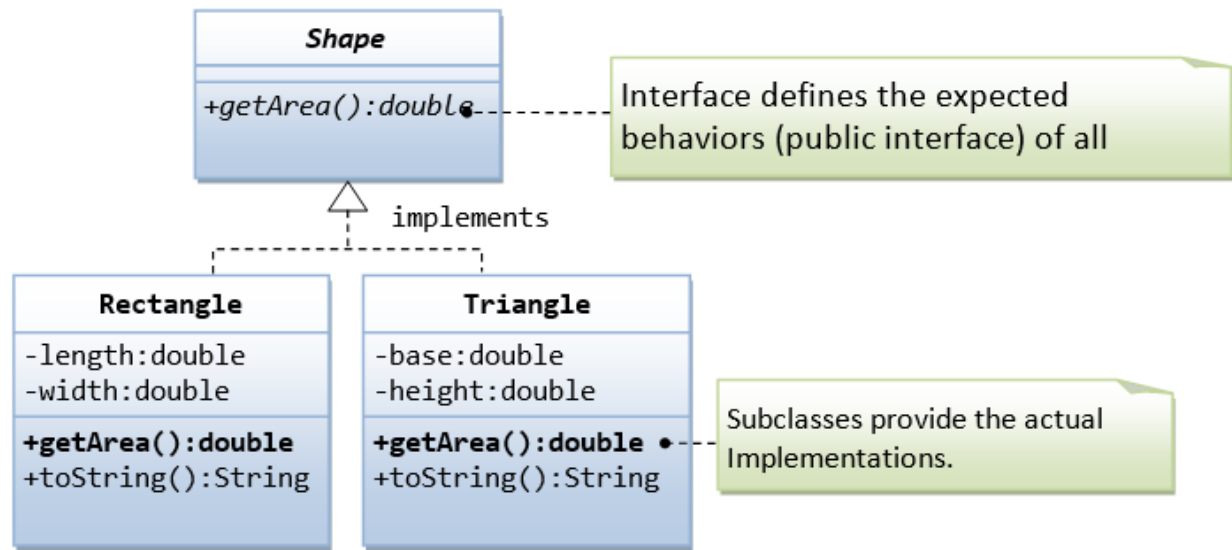 Shape
+getArea():double
Interface defines the expected
behaviors (public interface) of all
implements
Rectangle
-length:double
-width:double
+getArea():double
+toString():String
Triangle
-base:double
-height:double
+getArea():double
+toString():String
Subclasses provide the actual
Implementations.